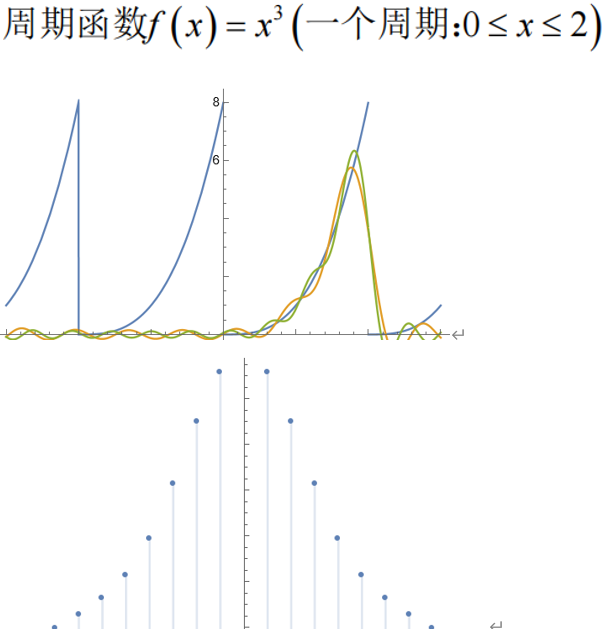 周期函数f(x) = x³(一个周期:0 ≤ x ≤ 2)
8
6